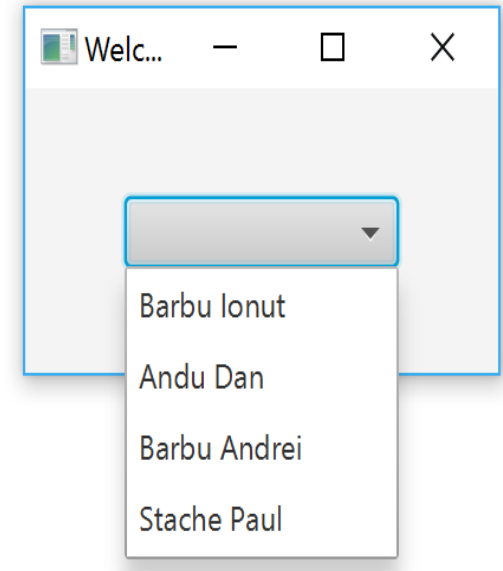 Welc...
Barbu Ionut
Andu Dan
Barbu Andrei
Stache Paul